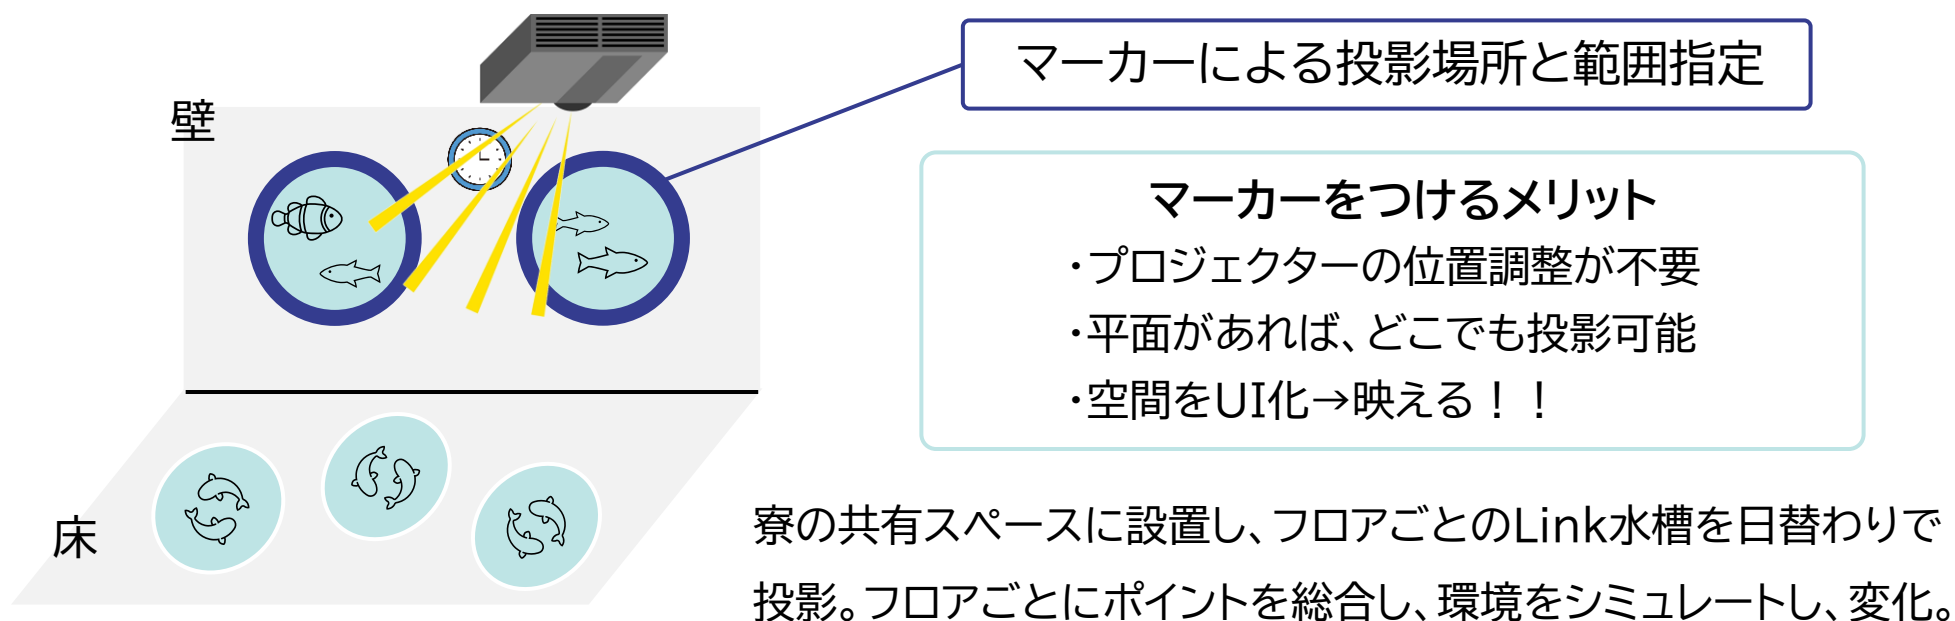 マーカーによる投影場所と範囲指定
壁
マーカーをつけるメリット
・プロジェクターの位置調整が不要
・平面があれば、どこでも投影可能
・空間をUI化→映える！！
床
寮の共有スペースに設置し、フロアごとのLink水槽を日替わりで
投影。フロアごとにポイントを総合し、環境をシミュレートし、変化。